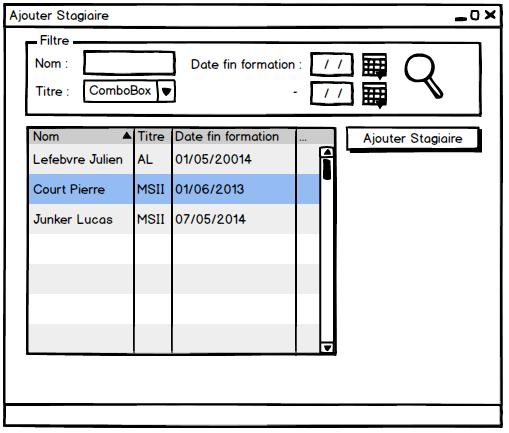 Ajouter Stagiaire
Filtre
Nom :
Date fin formation : / /
Titre : ComboBox
- / /
Nom Titre Date fin formation ...
Ajouter Stagiaire
Lefebvre Julien AL 01/05/20014
Court Pierre MSII 01/06/2013
Junker Lucas MSII 07/05/2014